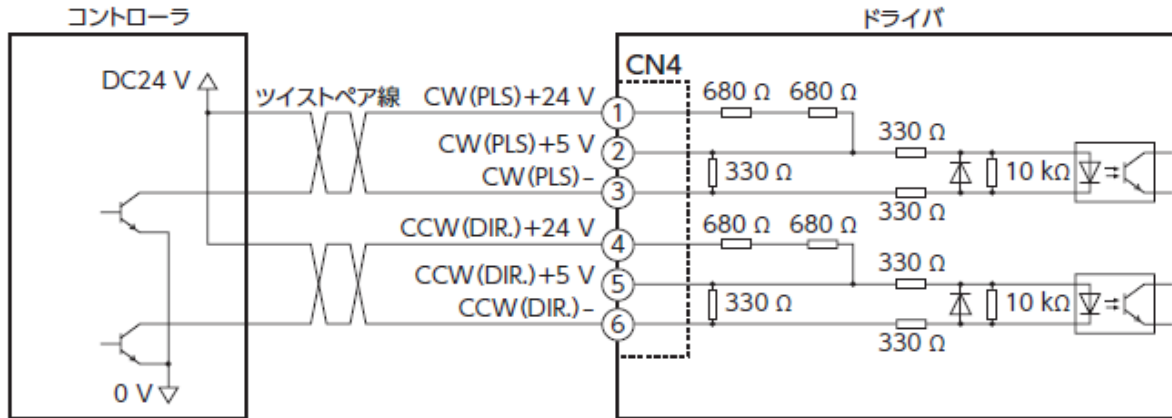 コントローラ
ドライバ
DC24 V
ツイストペア線
CW(PLS)+24 V
CW(PLS)+5 V
CW(PLS)−
CCW(DIR.)+24 V
CCW(DIR.)+5 V
CCW(DIR.)−
0 V
CN4
1
2
3
4
5
6
680 Ω 680 Ω
330 Ω
330 Ω
10 kΩ
330 Ω
680 Ω 680 Ω
330 Ω
330 Ω
10 kΩ
330 Ω